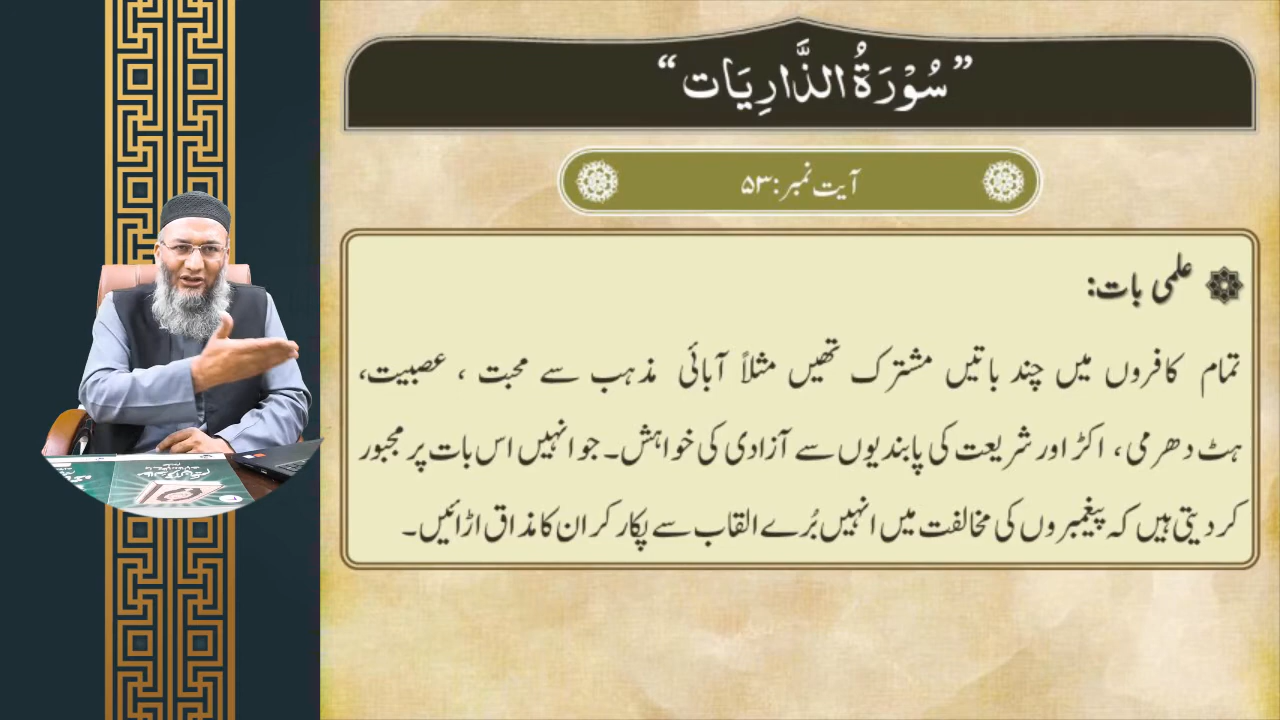 ”سُوْرَةُ الذَّارِيَات“
آیت نمبر: ۵۳
علمی بات:
تمام کافروں میں چند باتیں مشترک تھیں مثلاً آبائی مذہب سے محبت ، عصبیت،
ہٹ دھرمی، اکڑ اور شریعت کی پابندیوں سے آزادی کی خواہش۔ جو انہیں اس بات پر مجبور
کر دیتی ہیں کہ پیغمبروں کی مخالفت میں انہیں بُرے القاب سے پکار کر ان کا مذاق اڑائیں۔